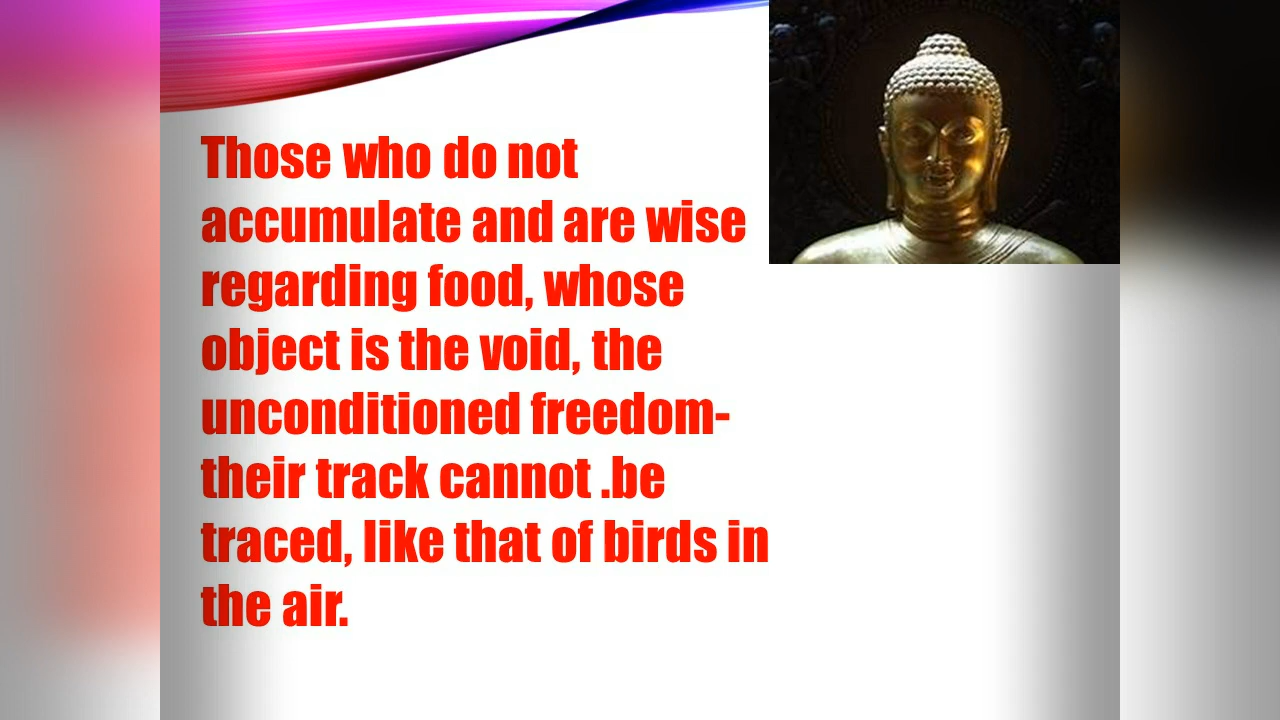 Those who do not
accumulate and are wise
regarding food, whose
object is the void, the
unconditioned freedom-
their track cannot .be
traced, like that of birds in
the air.